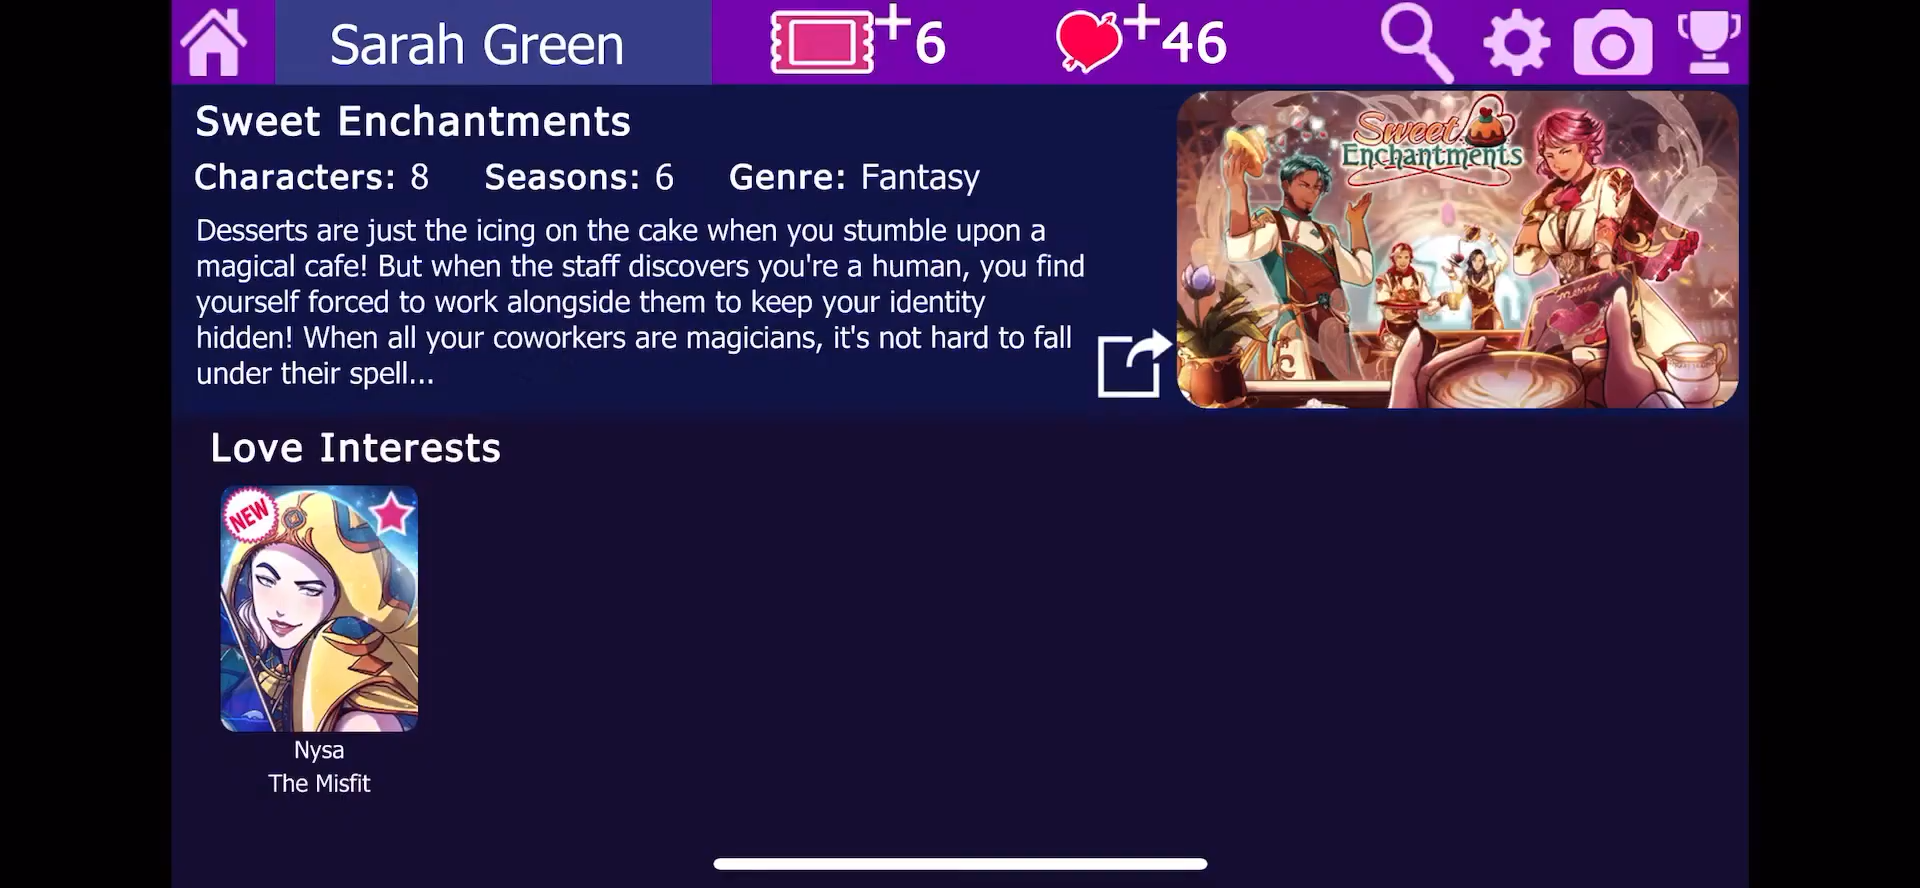 Sarah Green
+6
+46
Sweet Enchantments
Characters: 8 Seasons: 6 Genre: Fantasy
Desserts are just the icing on the cake when you stumble upon a
magical cafe! But when the staff discovers you're a human, you find
yourself forced to work alongside them to keep your identity
hidden! When all your coworkers are magicians, it's not hard to fall
under their spell...
Sweet
Enchantments
menu
Love Interests
NEW
Nysa
The Misfit